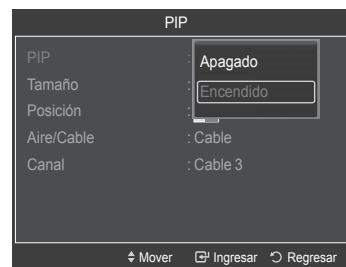 PIP
PIP : Apagado
Tamaño : Encendido
Posición :
Aire/Cable : Cable
Canal : Cable 3
Mover Ingresar Regresar